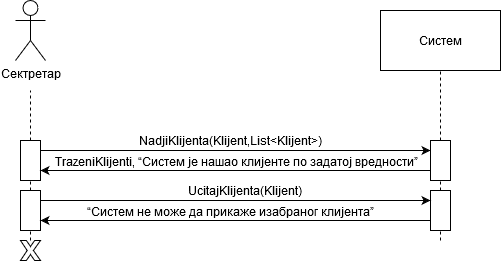 Систем
Сектретар
NadjiKlijenta(Klijent,List<Klijent>)
TrazeniKlijenti, “Систем је нашао клијенте по задатој вредности”
UcitajKlijenta(Klijent)
“Систем не може да прикаже изабраног клијента”